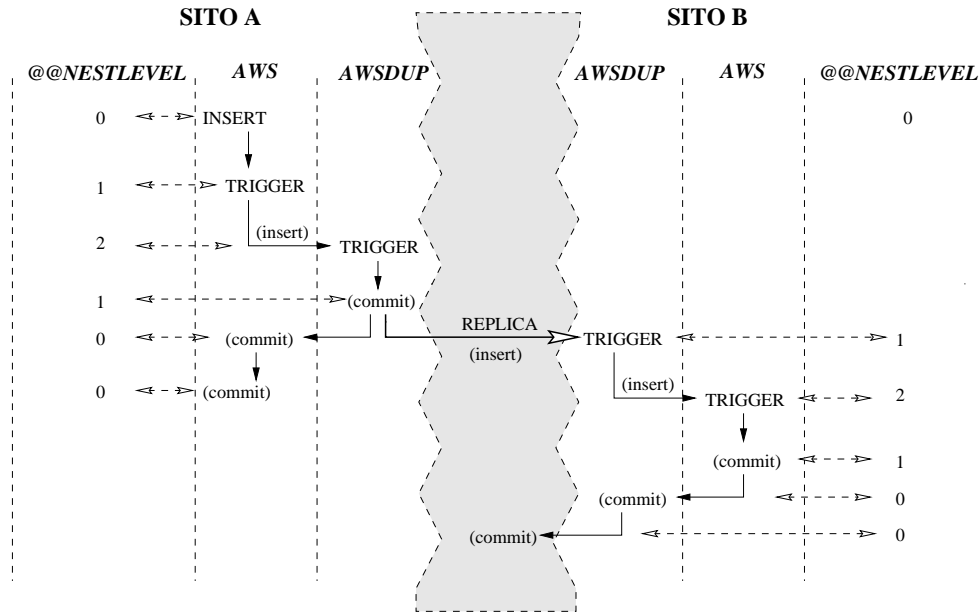 SITO A SITO B
@@NESTLEVEL AWS AWSDUP AWSDUP AWS @@NESTLEVEL
0 INSERT 0
1 TRIGGER
2 (insert) TRIGGER
1 (commit)
0 (commit) REPLICA (insert) TRIGGER 1
0 (commit) (insert) TRIGGER 2
(commit) 1
(commit) 0
(commit) 0